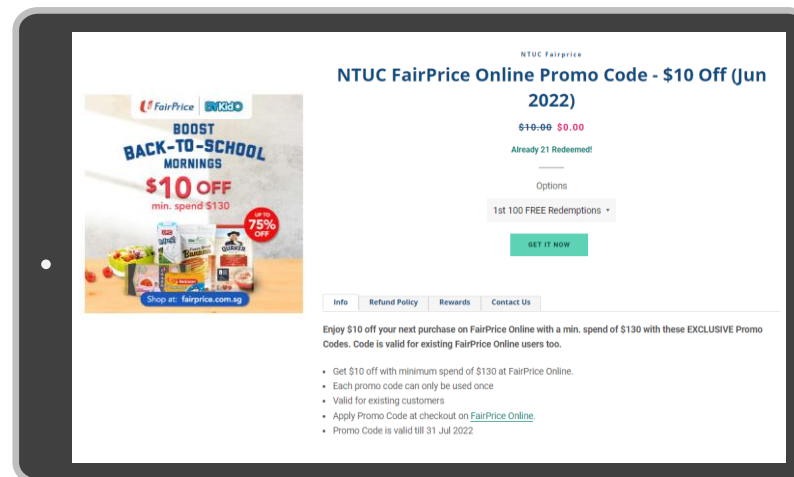 NTUC Fairprice
NTUC FairPrice Online Promo Code - $10 Off (Jun
2022)
$10.00 $0.00
Already 21 Redeemed!
Options
1st 100 FREE Redemptions
GET IT NOW
FairPrice BYKidO
BOOST
BACK-TO-SCHOOL
MORNINGS
$10 OFF
min. spend $130
UP TO
75%
OFF
UFC
QUAKER
Shop at: fairprice.com.sg
Info Refund Policy Rewards Contact Us
Enjoy $10 off your next purchase on FairPrice Online with a min. spend of $130 with these EXCLUSIVE Promo
Codes. Code is valid for existing FairPrice Online users too.
• Get $10 off with minimum spend of $130 at FairPrice Online.
• Each promo code can only be used once
• Valid for existing customers
• Apply Promo Code at checkout on FairPrice Online.
• Promo Code is valid till 31 Jul 2022